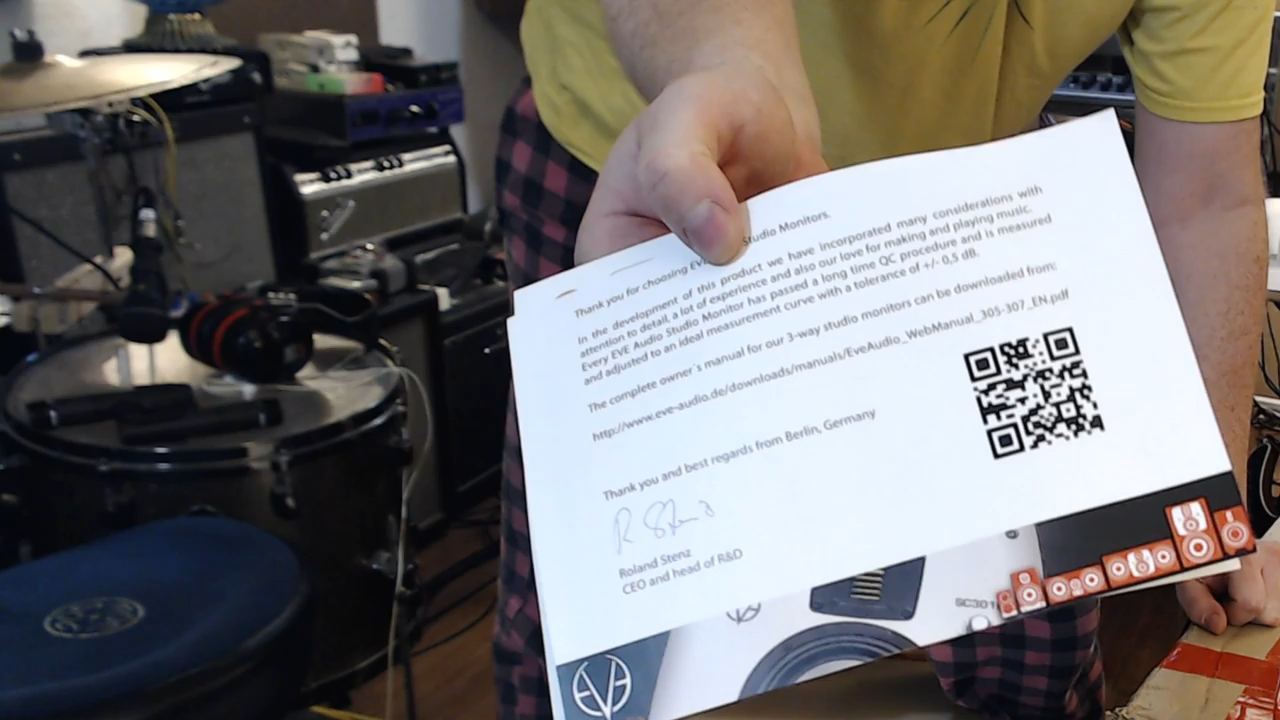 Thank you for choosing EVE Studio Monitors.
In the development of this product we have incorporated many considerations with
attention to detail, a lot of experience and also our love for making and playing music.
Every EVE Audio Studio Monitor has passed a long time QC procedure and is measured
and adjusted to an ideal measurement curve with a tolerance of +/- 0,5 dB.
The complete owner´s manual for our 3-way studio monitors can be downloaded from:
http://www.eve-audio.de/downloads/manuals/EveAudio_WebManual_305-307_EN.pdf
Thank you and best regards from Berlin, Germany
R Stenz
Roland Stenz
CEO and head of R&D
EVE